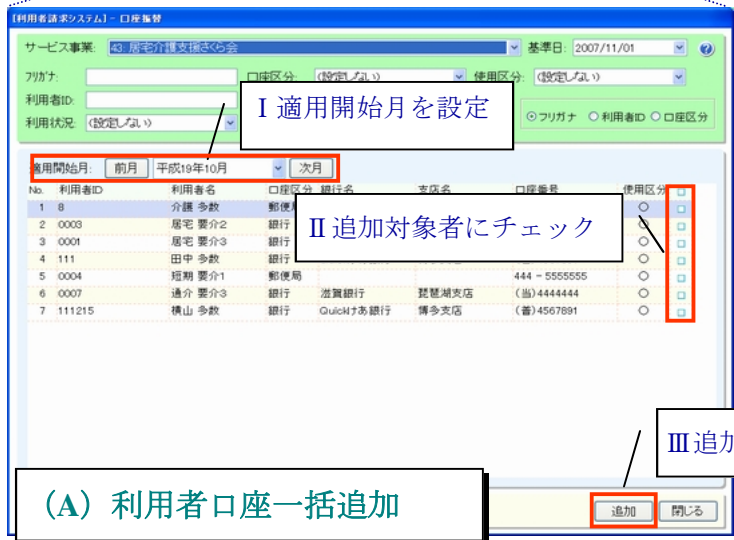 [利用者請求システム] - 口座振替
サービス事業: 43: 居宅介護支援さくら会 基準日: 2007/11/01
フリガナ: 口座区分: (設定しない) 使用区分: (設定しない)
利用者ID:
利用状況: (設定しない)
フリガナ 利用者ID 口座区分
Ⅰ適用開始月を設定
適用開始月: 前月 平成19年10月 次月
No. 利用者ID 利用者名 口座区分 銀行名 支店名 口座番号 使用区分
1 8 介護 多数 郵便局 ○
2 0003 居宅 要介2 銀行 ○
3 0001 居宅 要介3 銀行 ○
4 111 田中 多数 銀行 ○
5 0004 短期 要介1 郵便局 444 - 5555555 ○
6 0007 通介 要介3 銀行 滋賀銀行 琵琶湖支店 (当)4444444 ○
7 111215 横山 多数 銀行 Quickけあ銀行 博多支店 (普)4567891 ○
Ⅱ追加対象者にチェック
Ⅲ追加
(A) 利用者口座一括追加
追加 閉じる